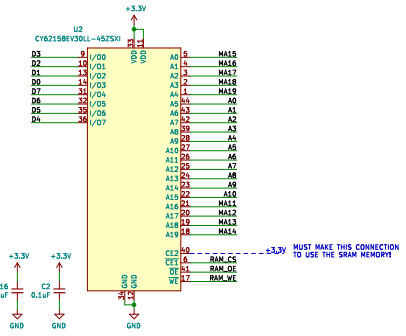 +3.3V
U2
CY62158EV30LL-45ZSXI
33 11
VDD VDD
D3 9 I/O0 A0 5 MA15
D2 10 I/O1 A1 4 MA16
D1 13 I/O2 A2 3 MA17
D0 14 I/O3 A3 2 MA18
D7 31 I/O4 A4 1 MA19
D6 32 I/O5 A5 44 A0
D5 35 I/O6 A6 43 A1
D4 36 I/O7 A7 42 A2
A8 39 A3
A9 28 A4
A10 27 A5
A11 26 A6
A12 25 A7
A13 24 A8
A14 23 A9
A15 22 A10
A16 21 MA11
A17 20 MA12
A18 19 MA13
A19 18 MA14
CE2 40 +3.3V MUST MAKE THIS CONNECTION
TO USE THE SRAM MEMORY!
CE1 6 RAM_CS
OE 41 RAM_OE
WE 17 RAM_WE
GND GND
34 12
GND
+3.3V +3.3V
16 C2
uF 0.1uF
GND GND